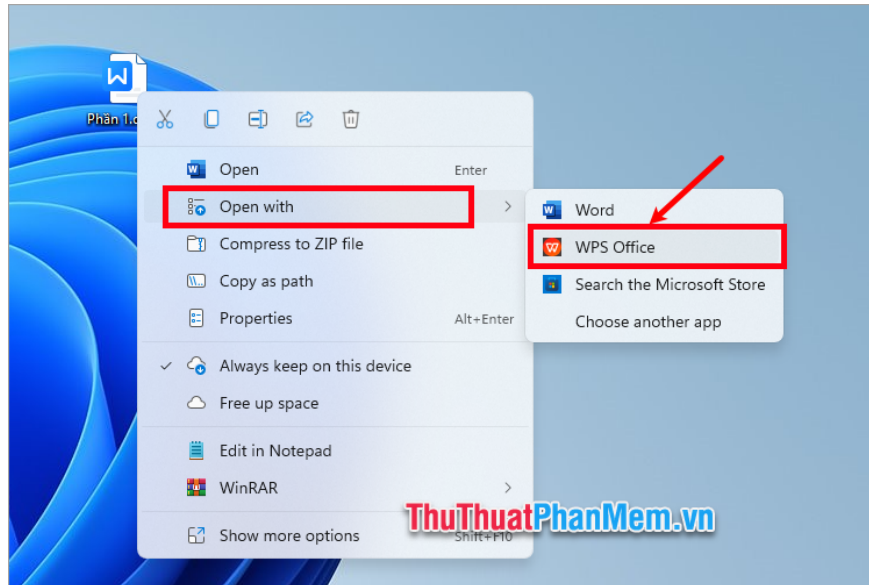 Phần 1.d
Open Enter
Open with
Compress to ZIP file
Copy as path
Properties Alt+Enter
Always keep on this device
Free up space
Edit in Notepad
WinRAR
Show more options Shift+F10
Word
WPS Office
Search the Microsoft Store
Choose another app
ThuThuatPhanMem.vn